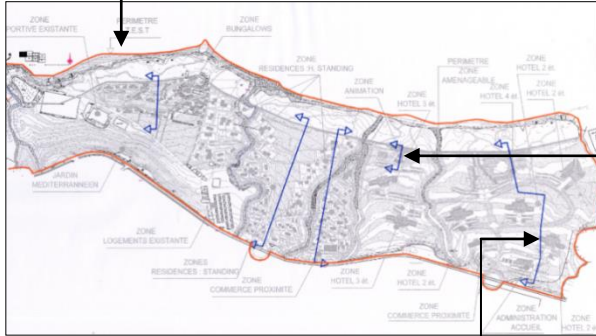 ZONE
PORTIVE EXISTANTE
PERIMETRE
Z.E.S.T
ZONE
BUNGALOWS
ZONE
RESIDENCES :H. STANDING
ZONE
ANIMATION
ZONE
HOTEL 3 ét.
PERIMETRE
ZONE
AMENAGEABLE
ZONE
HOTEL 4 ét.
ZONE
HOTEL 2 ét.
ZONE
HOTEL 2 ét.
JARDIN
MEDITERRANEEN
ZONE
LOGEMENTS EXISTANTE
ZONES
RESIDENCES : STANDING
ZONE
COMMERCE PROXIMITE
ZONE
HOTEL 3 ét.
ZONE
HOTEL 2 ét.
ZONE
COMMERCE PROXIMITE
ZONE
ADMINISTRATION
ACCUEIL
ZONE
HOTEL 2 é